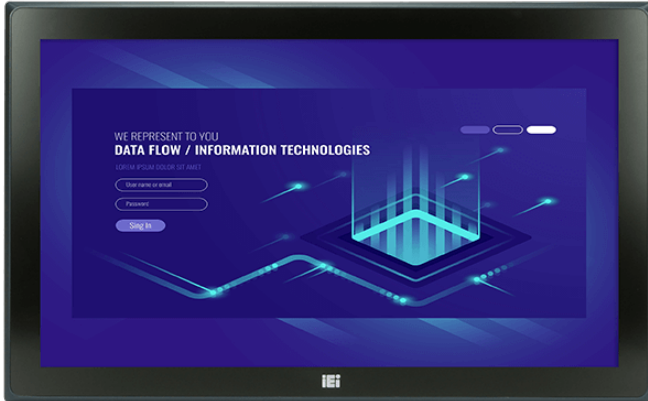 WE REPRESENT TO YOU
DATA FLOW / INFORMATION TECHNOLOGIES
LOREM IPSUM DOLOR SIT AMET
User name or email
Password
Sing In
iEi